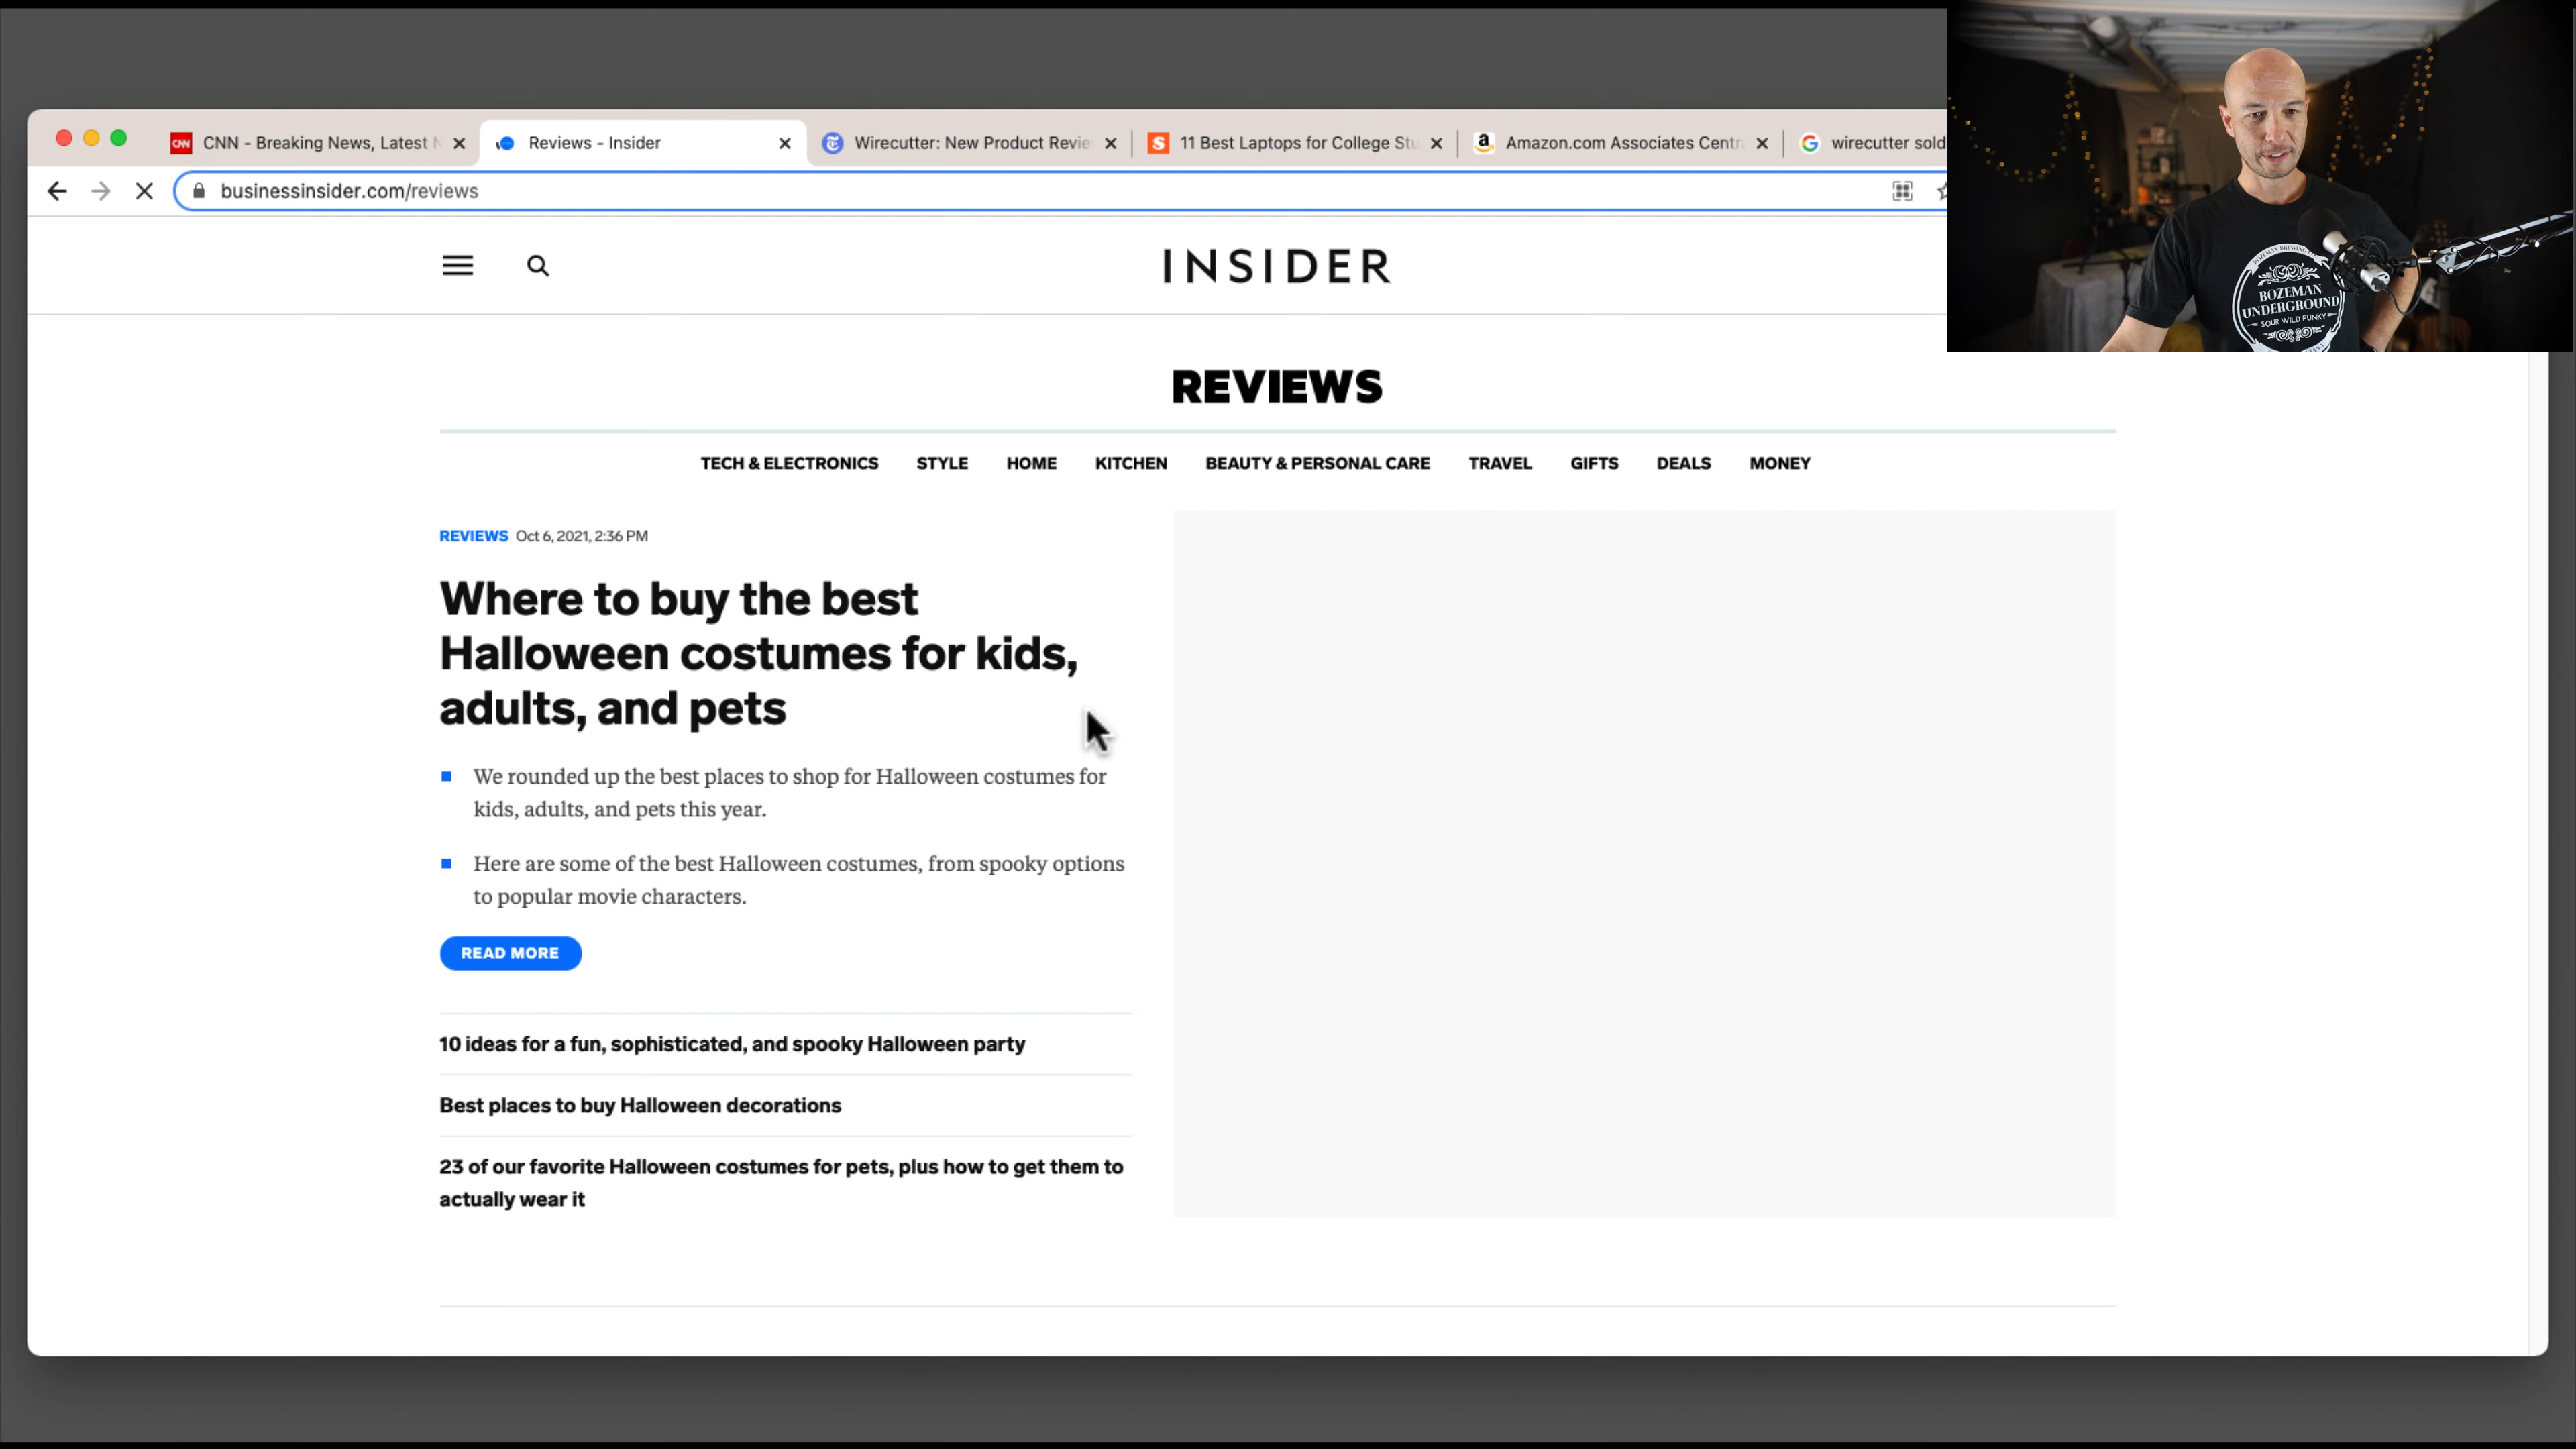 CNN - Breaking News, Latest N
Reviews - Insider
Wirecutter: New Product Revie
11 Best Laptops for College Stu
Amazon.com Associates Centr
wirecutter sold
businessinsider.com/reviews
INSIDER
REVIEWS
TECH & ELECTRONICS STYLE HOME KITCHEN BEAUTY & PERSONAL CARE TRAVEL GIFTS DEALS MONEY
REVIEWS Oct 6, 2021, 2:36 PM
Where to buy the best
Halloween costumes for kids,
adults, and pets
We rounded up the best places to shop for Halloween costumes for
kids, adults, and pets this year.
Here are some of the best Halloween costumes, from spooky options
to popular movie characters.
READ MORE
10 ideas for a fun, sophisticated, and spooky Halloween party
Best places to buy Halloween decorations
23 of our favorite Halloween costumes for pets, plus how to get them to
actually wear it
BOZEMAN
UNDERGROUND
SOUR WILD FUNKY